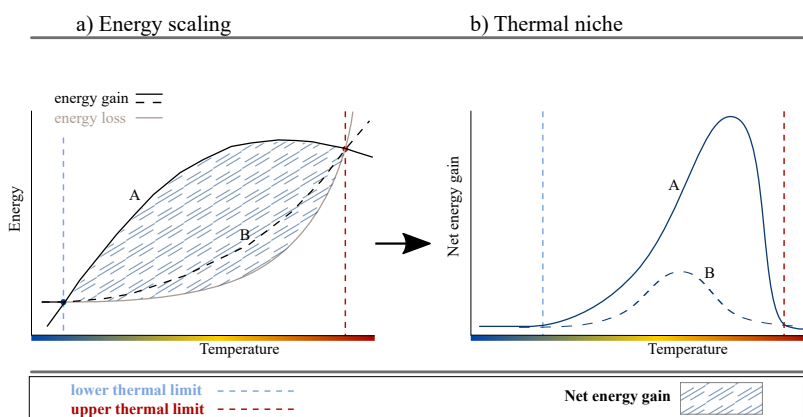 a) Energy scaling
b) Thermal niche
energy gain
energy loss
A
B
Energy
Temperature
A
B
Net energy gain
Temperature
lower thermal limit
upper thermal limit
Net energy gain